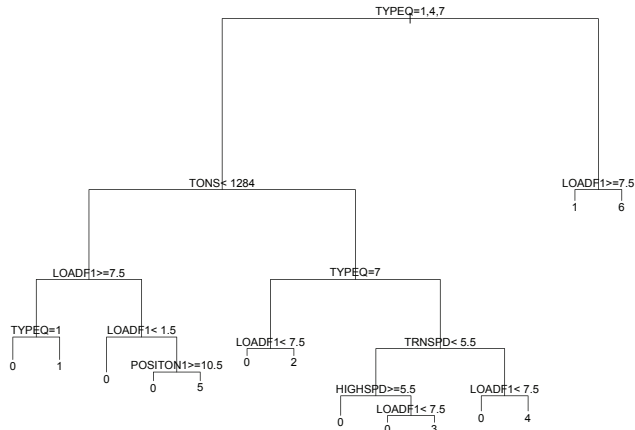 TYPEQ=1,4,7
TONS< 1284
LOADF1>=7.5
1 6
LOADF1>=7.5
TYPEQ=7
TYPEQ=1
LOADF1< 1.5
LOADF1< 7.5
TRNSPD< 5.5
0 1
0
POSITON1>=10.5
0 5
0 2
HIGHSPD>=5.5
LOADF1< 7.5
0
LOADF1< 7.5
0 4
0 3